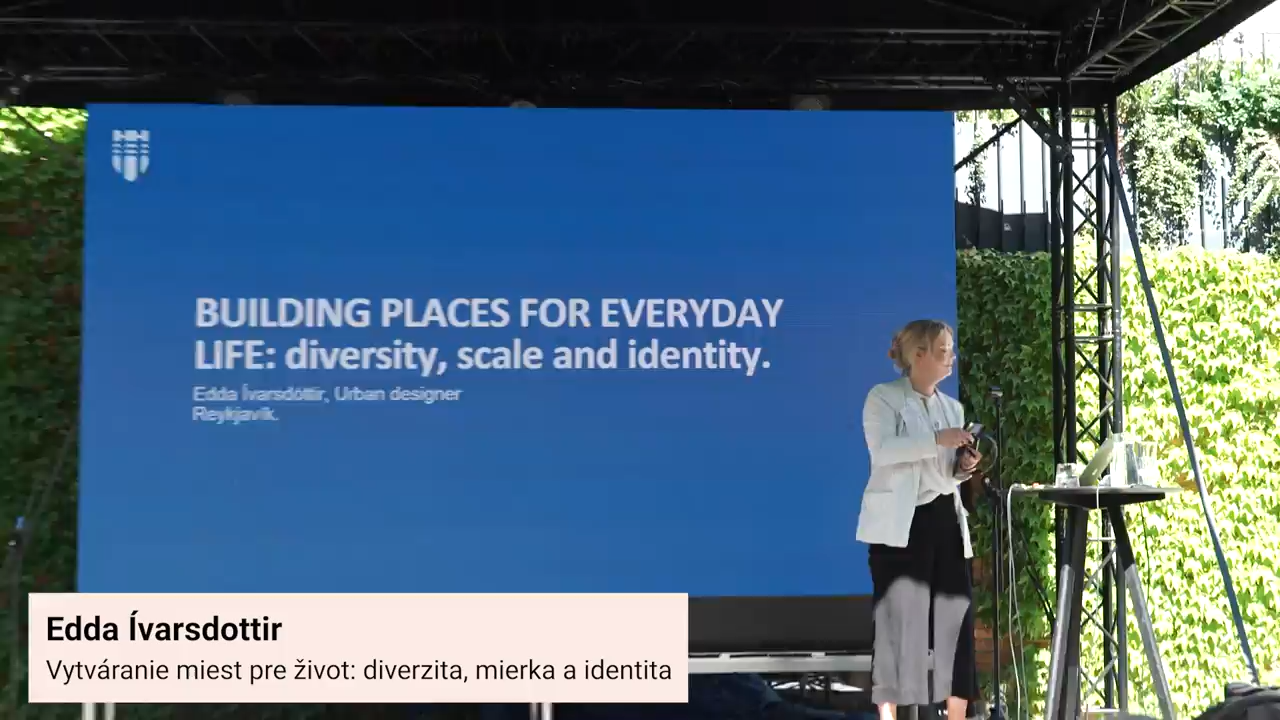 BUILDING PLACES FOR EVERYDAY
LIFE: diversity, scale and identity.
Edda Ívarsdóttir, Urban designer
Reykjavík.
Edda Ívarsdottir
Vytváranie miest pre život: diverzita, mierka a identita